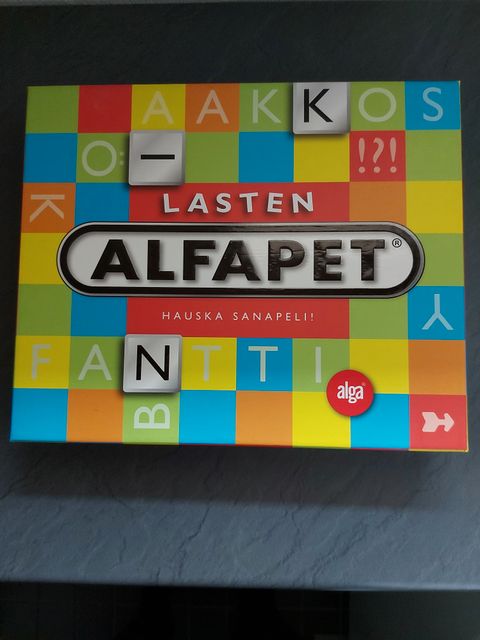 AAKKOS
Ö I !?!
K
LASTEN
ALFAPET®
HAUSKA SANAPELI!
Y
FANTTI
alga®
B